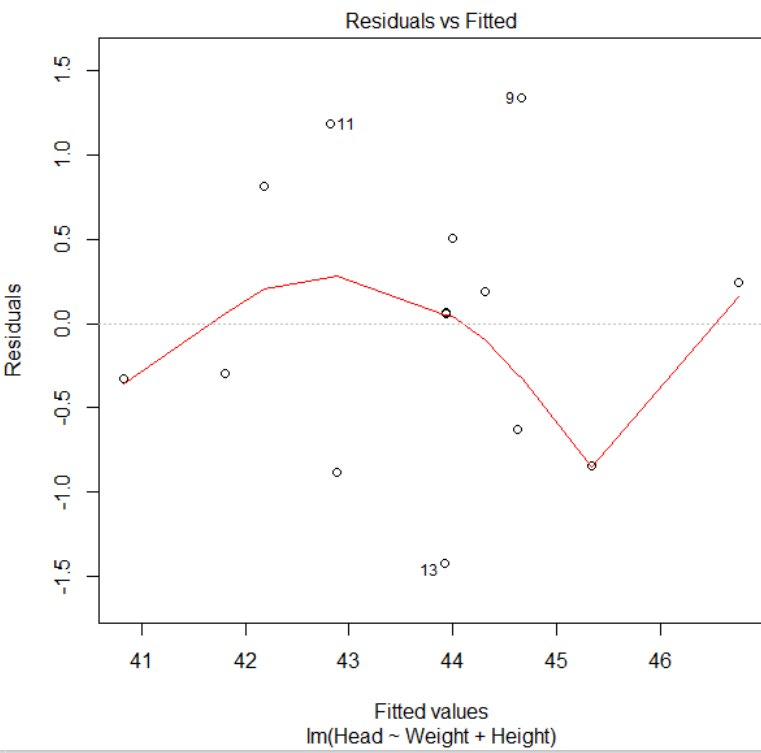 Residuals vs Fitted
1.5
1.0
0.5
0.0
-0.5
-1.0
-1.5
Residuals
9
11
13
41 42 43 44 45 46
Fitted values
lm(Head ~ Weight + Height)